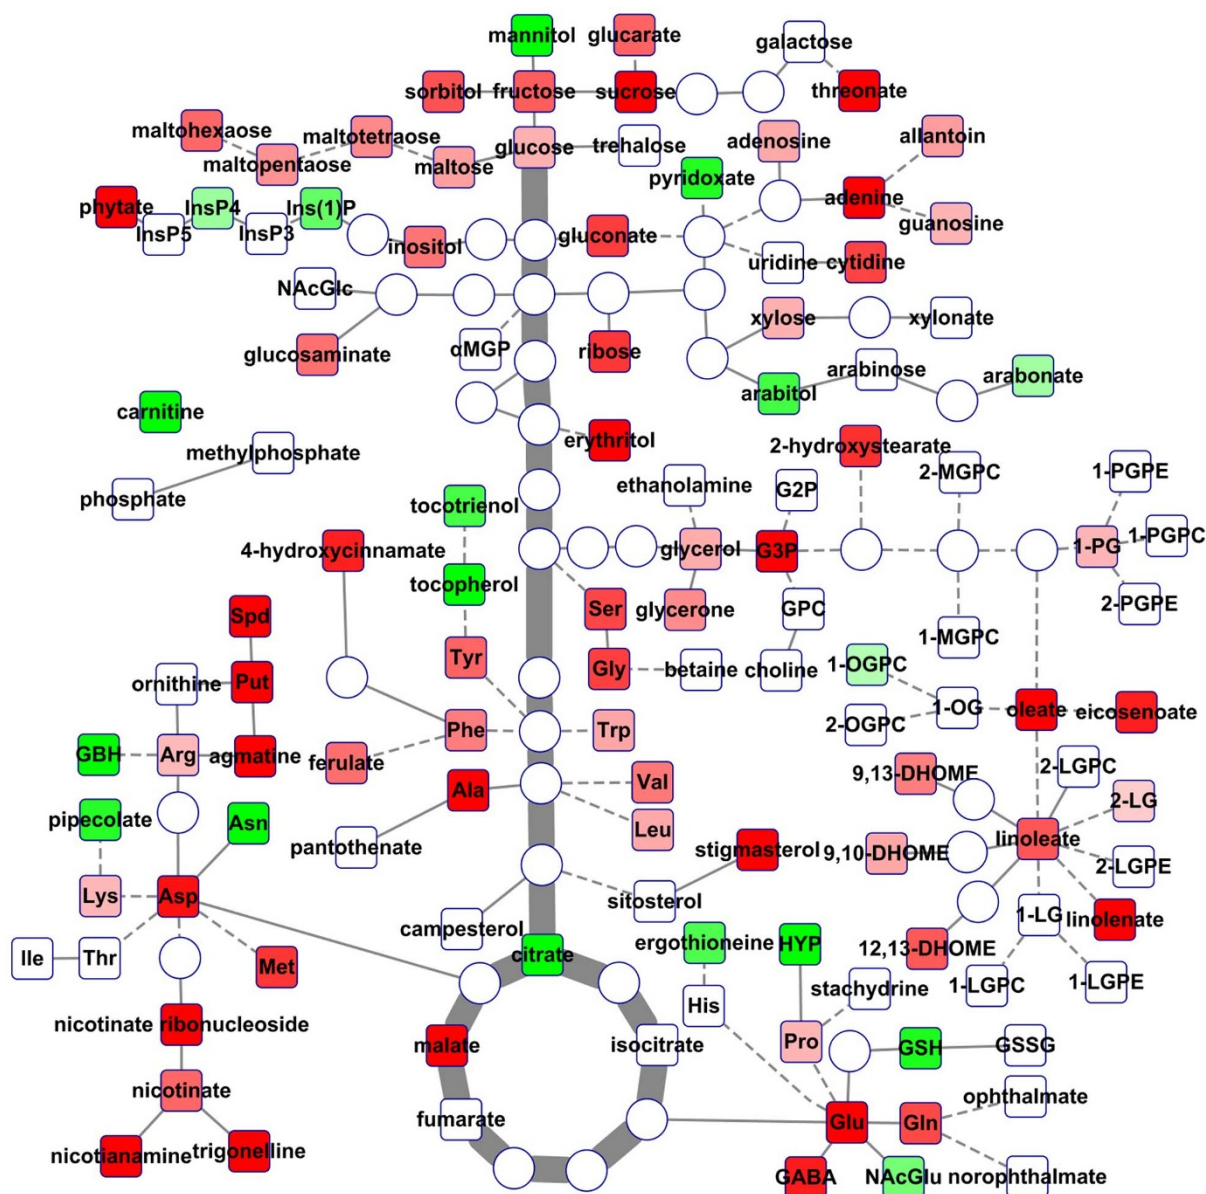 mannitol
glucarate
galactose
sorbitol
fructose
sucrose
threonate
maltohexaose
maltotetraose
maltopentaose
maltose
glucose
trehalose
adenosine
allantoin
pyridoxate
phytate
InsP4
Ins(1)P
adenine
guanosine
InsP5
InsP3
inositol
gluconate
uridine
cytidine
NAcGlc
glucosaminate
αMGP
ribose
xylose
xylonate
arabinose
arabitol
arabonate
carnitine
erythritol
methylphosphate
phosphate
2-hydroxystearate
2-MGPC
1-PGPE
ethanolamine
G2P
tocotrienol
4-hydroxycinnamate
glycerol
G3P
1-PG
1-PGPC
tocopherol
glycerone
GPC
2-PGPE
Spd
Ser
1-MGPC
Tyr
Gly
betaine
choline
1-OGPC
ornithine
Put
1-OG
oleate
eicosenoate
2-OGPC
GBH
Arg
agmatine
ferulate
Phe
Trp
9,13-DHOME
2-LGPC
Ala
Val
2-LG
pipecolate
Asn
Leu
linoleate
pantothenate
stigmasterol
9,10-DHOME
2-LGPE
Lys
Asp
sitosterol
1-LG
linolenate
campesterol
ergothioneine
HYP
12,13-DHOME
Ile
Thr
Met
citrate
stachydrine
1-LGPC
1-LGPE
His
nicotinate ribonucleoside
malate
isocitrate
Pro
GSH
GSSG
nicotinate
fumarate
ophthalmate
Glu
Gln
nicotianamine
trigonelline
GABA
NAcGlu
norophthalmate